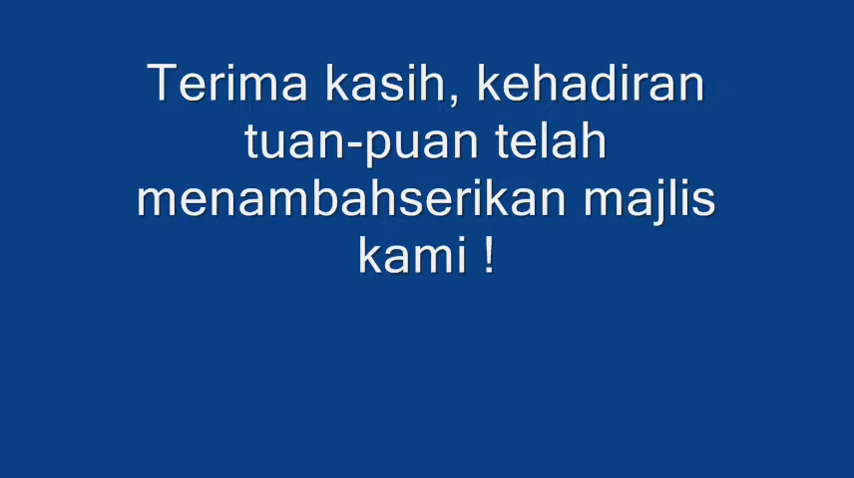 Terima kasih, kehadiran
tuan-puan telah
menambahserikan majlis
kami !